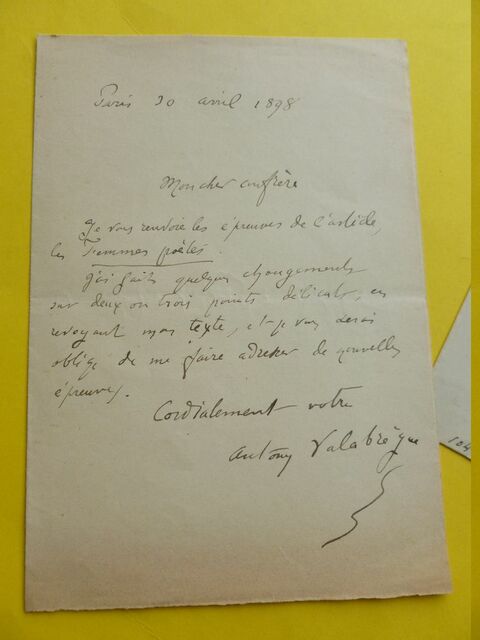 Paris 30 avril 1898
Mon cher confrère
Je vous renvoie les épreuves de l'article,
les Femmes poètes.
J'ai fait quelques changements
sur deux ou trois points délicats, en
revoyant mon texte, et je vous serais
obligé de me faire adresser de nouvelles
épreuves.
Cordialement votre
Antony Valabrègue
104